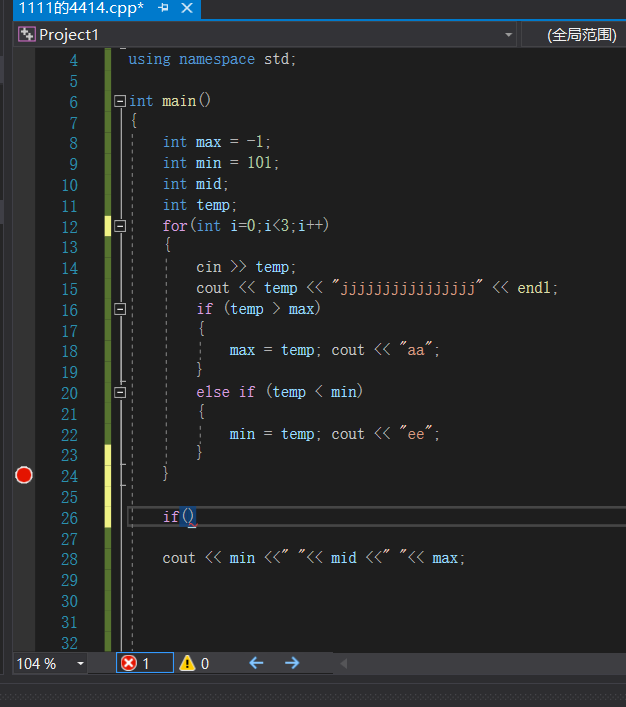 1111的4414.cpp*
Project1 (全局范围)
4 using namespace std;
5
6 int main()
7 {
8 int max = -1;
9 int min = 101;
10 int mid;
11 int temp;
12 for(int i=0;i<3;i++)
13 {
14 cin >> temp;
15 cout << temp << "jjjjjjjjjjjjjjjj" << endl;
16 if (temp > max)
17 {
18 max = temp; cout << "aa";
19 }
20 else if (temp < min)
21 {
22 min = temp; cout << "ee";
23 }
24 }
25
26 if()
27
28 cout << min <<" "<< mid <<" "<< max;
29
30
31
32
104 % 1 0